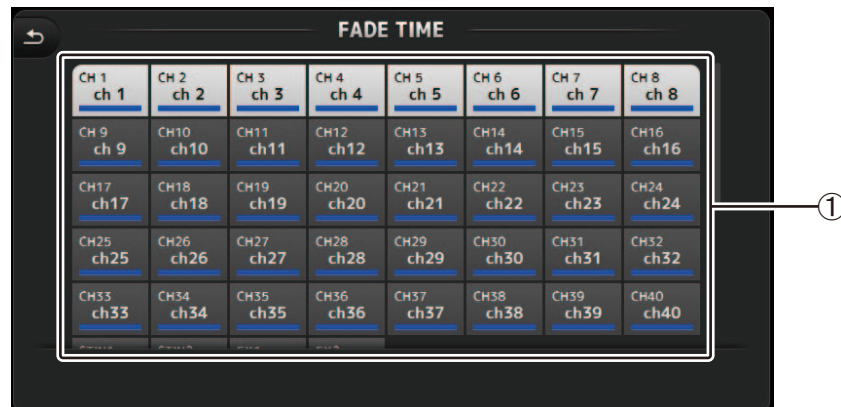 FADE TIME
CH 1 CH 2 CH 3 CH 4 CH 5 CH 6 CH 7 CH 8
ch 1 ch 2 ch 3 ch 4 ch 5 ch 6 ch 7 ch 8
CH 9 CH10 CH11 CH12 CH13 CH14 CH15 CH16
ch 9 ch10 ch11 ch12 ch13 ch14 ch15 ch16
CH17 CH18 CH19 CH20 CH21 CH22 CH23 CH24
ch17 ch18 ch19 ch20 ch21 ch22 ch23 ch24
①
CH25 CH26 CH27 CH28 CH29 CH30 CH31 CH32
ch25 ch26 ch27 ch28 ch29 ch30 ch31 ch32
CH33 CH34 CH35 CH36 CH37 CH38 CH39 CH40
ch33 ch34 ch35 ch36 ch37 ch38 ch39 ch40